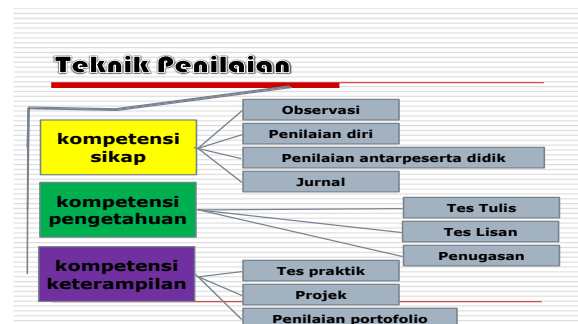 Teknik Penilaian
kompetensi
sikap
Observasi
Penilaian diri
Penilaian antarpeserta didik
Jurnal
kompetensi
pengetahuan
Tes Tulis
Tes Lisan
Penugasan
kompetensi
keterampilan
Tes praktik
Projek
Penilaian portofolio